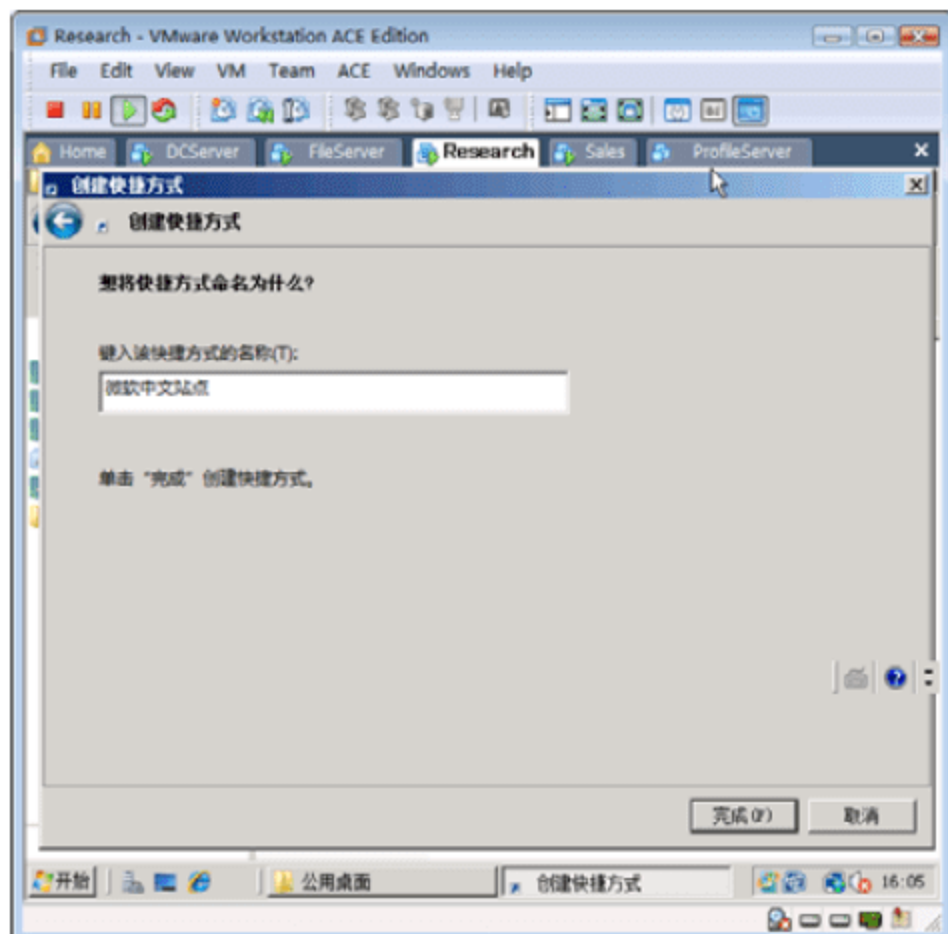 Research - VMware Workstation ACE Edition
File Edit View VM Team ACE Windows Help
Home DCServer FileServer Research Sales ProfileServer
创建快捷方式
创建快捷方式
想将快捷方式命名为什么?
键入该快捷方式的名称(T):
微软中文站点
单击“完成”创建快捷方式。
完成(F) 取消
开始 公用桌面 创建快捷方式 16:05